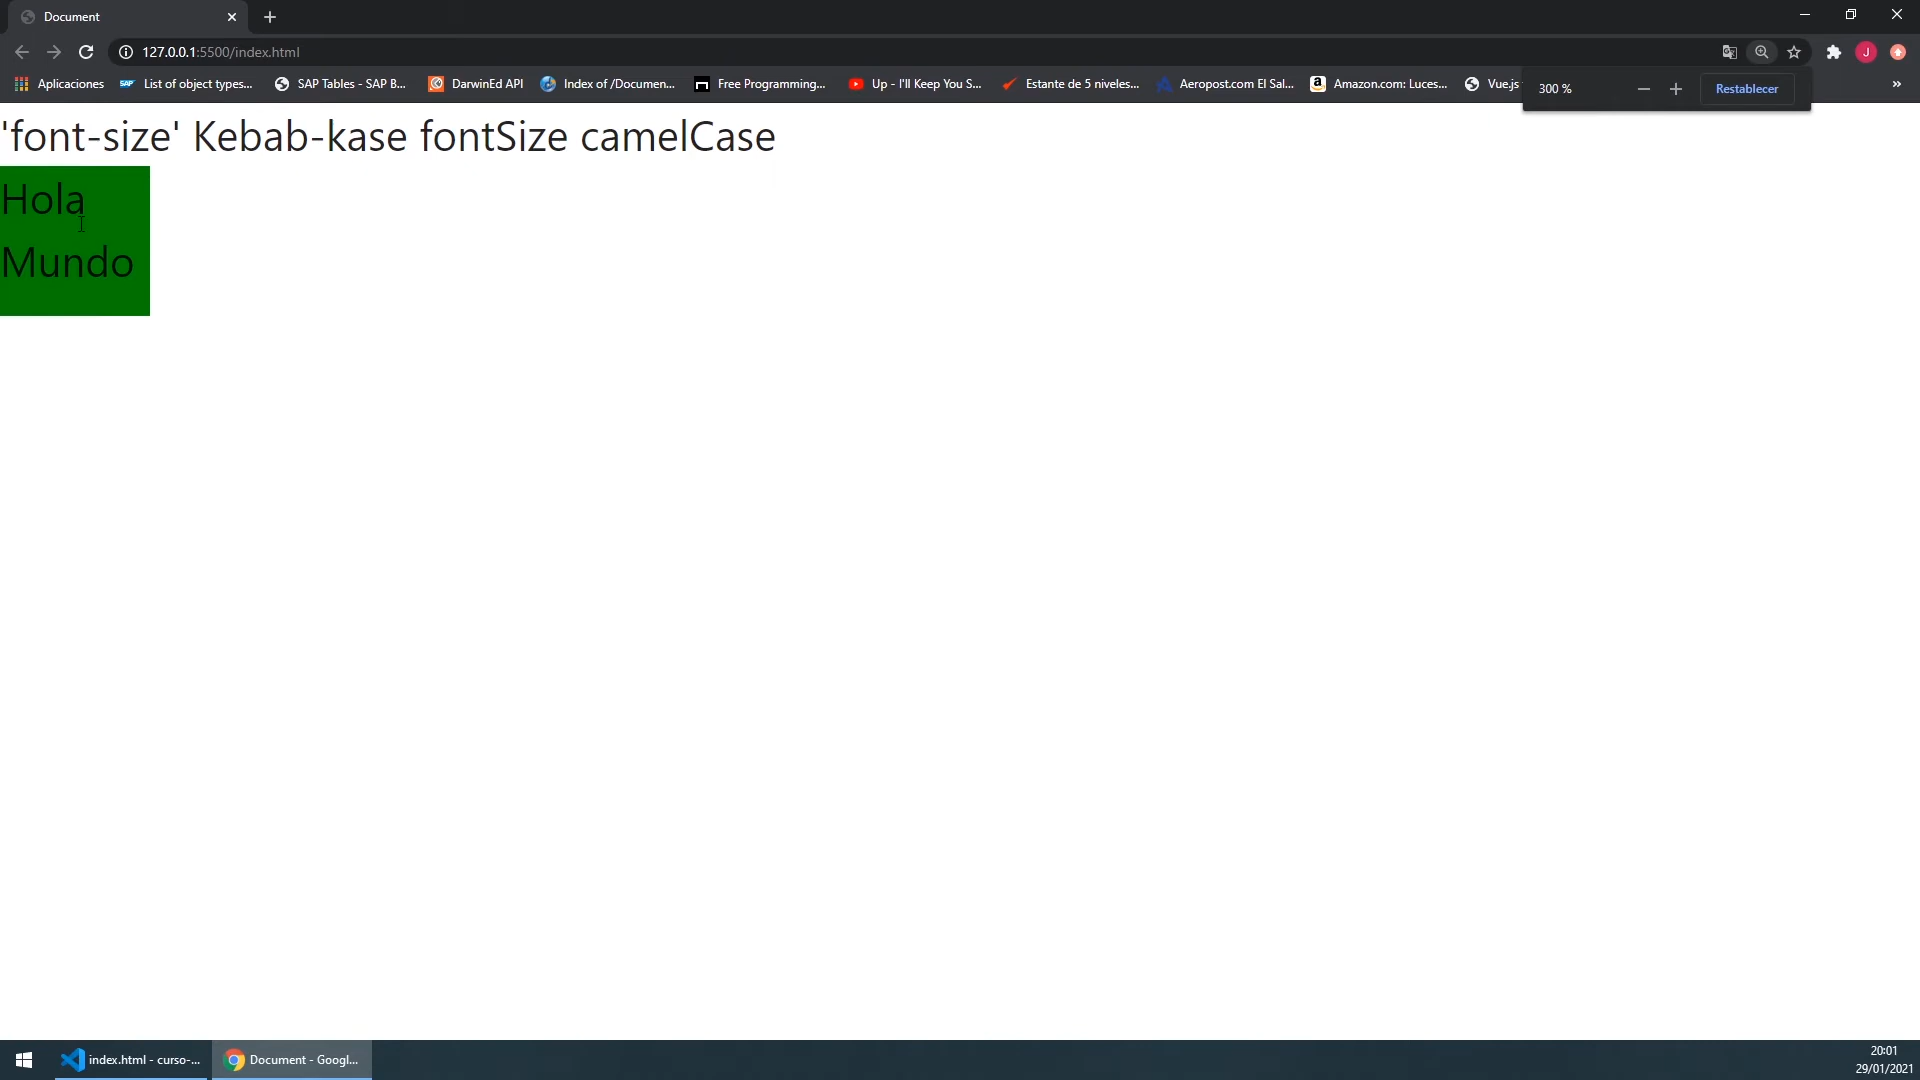 Document
127.0.0.1:5500/index.html
Aplicaciones
SAP List of object types...
SAP Tables - SAP B...
DarwinEd API
Index of /Documen...
Free Programming...
Up - I'll Keep You S...
Estante de 5 niveles...
Aeropost.com El Sal...
a Amazon.com: Luces...
Vue.js
»
J
300 %
Restablecer
'font-size' Kebab-kase fontSize camelCase
Hola
Mundo
index.html - curso-...
Document - Googl...
20:01
29/01/2021